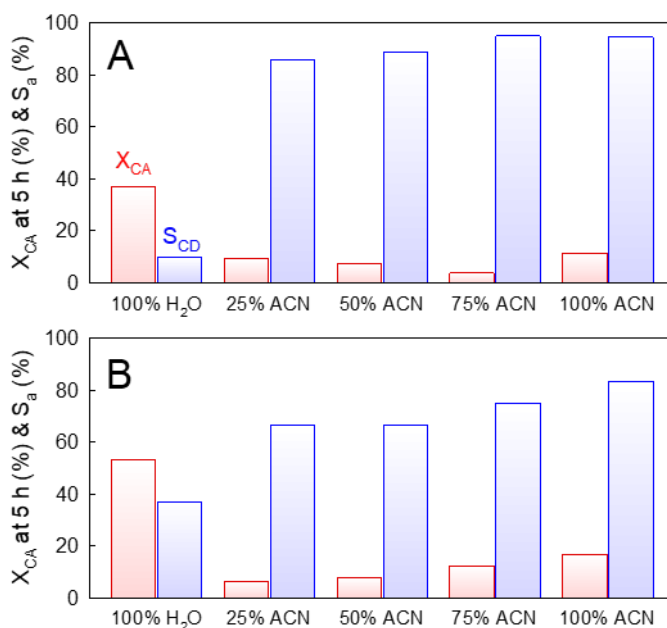 X_CA at 5 h (%) & S_a (%)
100
80
60
40
20
0
A
X_CA
S_CD
100% H₂O 25% ACN 50% ACN 75% ACN 100% ACN
X_CA at 5 h (%) & S_a (%)
100
80
60
40
20
0
B
100% H₂O 25% ACN 50% ACN 75% ACN 100% ACN